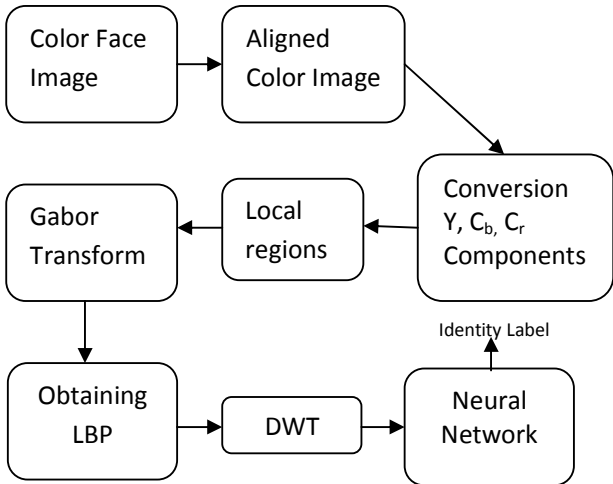 Color Face
Image
Aligned
Color Image
Conversion
Y, Cb, Cr
Components
Local
regions
Gabor
Transform
Obtaining
LBP
DWT
Neural
Network
Identity Label